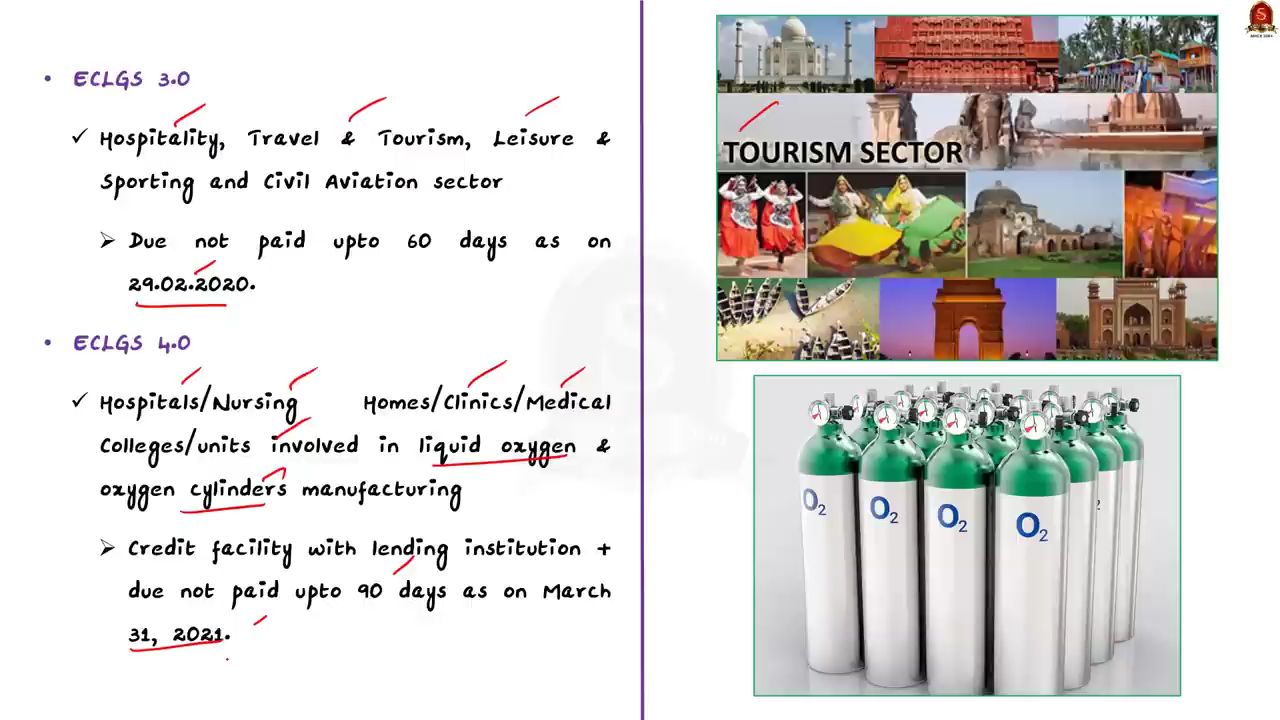 • ECLGS 3.0
✓ Hospitality, Travel & Tourism, Leisure &
Sporting and Civil Aviation sector
➢ Due not paid upto 60 days as on
29.02.2020.
• ECLGS 4.0
✓ Hospitals/Nursing Homes/Clinics/Medical
Colleges/units involved in liquid oxygen &
oxygen cylinders manufacturing
➢ Credit facility with lending institution +
due not paid upto 90 days as on March
31, 2021.
TOURISM SECTOR
O2
O2
O2
O2
2
S